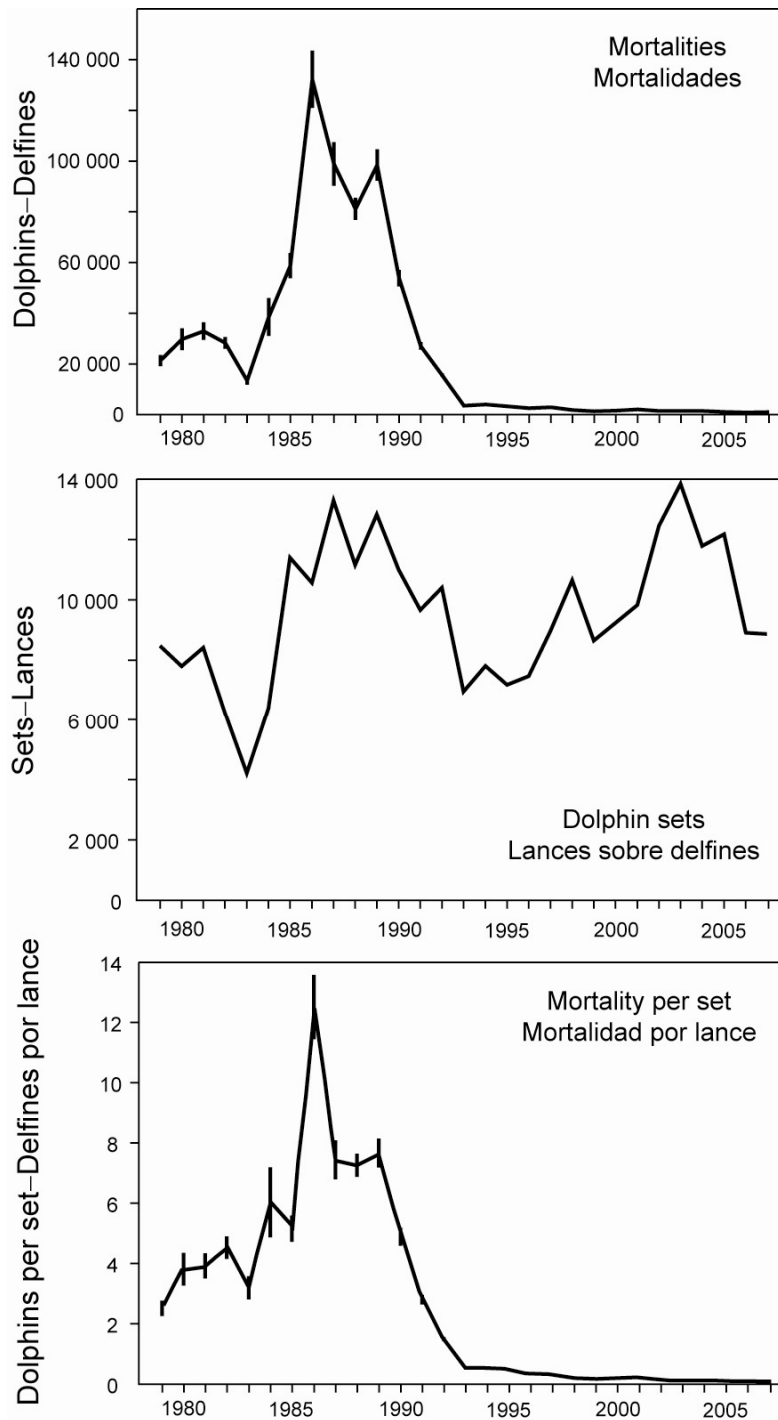 Mortalities
Mortalidades
Dolphins–Delfines
140 000
100 000
60 000
20 000
0
1980 1985 1990 1995 2000 2005
Sets–Lances
14 000
10 000
6 000
2 000
0
Dolphin sets
Lances sobre delfines
1980 1985 1990 1995 2000 2005
Dolphins per set–Delfines por lance
14
12
10
8
6
4
2
0
Mortality per set
Mortalidad por lance
1980 1985 1990 1995 2000 2005